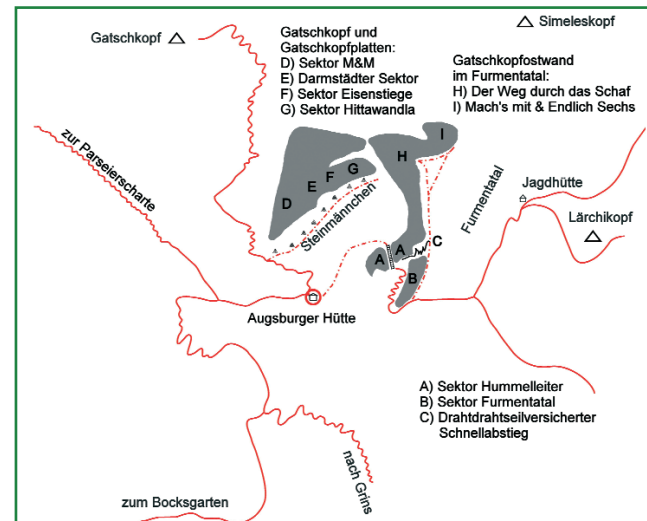 Simeleskopf
Gatschkopf
Gatschkopf und
Gatschkopfplatten:
D) Sektor M&M
E) Darmstädter Sektor
F) Sektor Eisenstiege
G) Sektor Hittawandla
Gatschkopfostwand
im Furmentatal:
H) Der Weg durch das Schaf
I) Mach's mit & Endlich Sechs
zur Parseierscharte
I
H
G
F
E
D
Steinmännchen
Furmentatal
Jagdhütte
Lärchikopf
A
A
C
B
Augsburger Hütte
A) Sektor Hummelleiter
B) Sektor Furmentatal
C) Drahtdrahtseilversicherter
Schnellabstieg
nach Grins
zum Bocksgarten